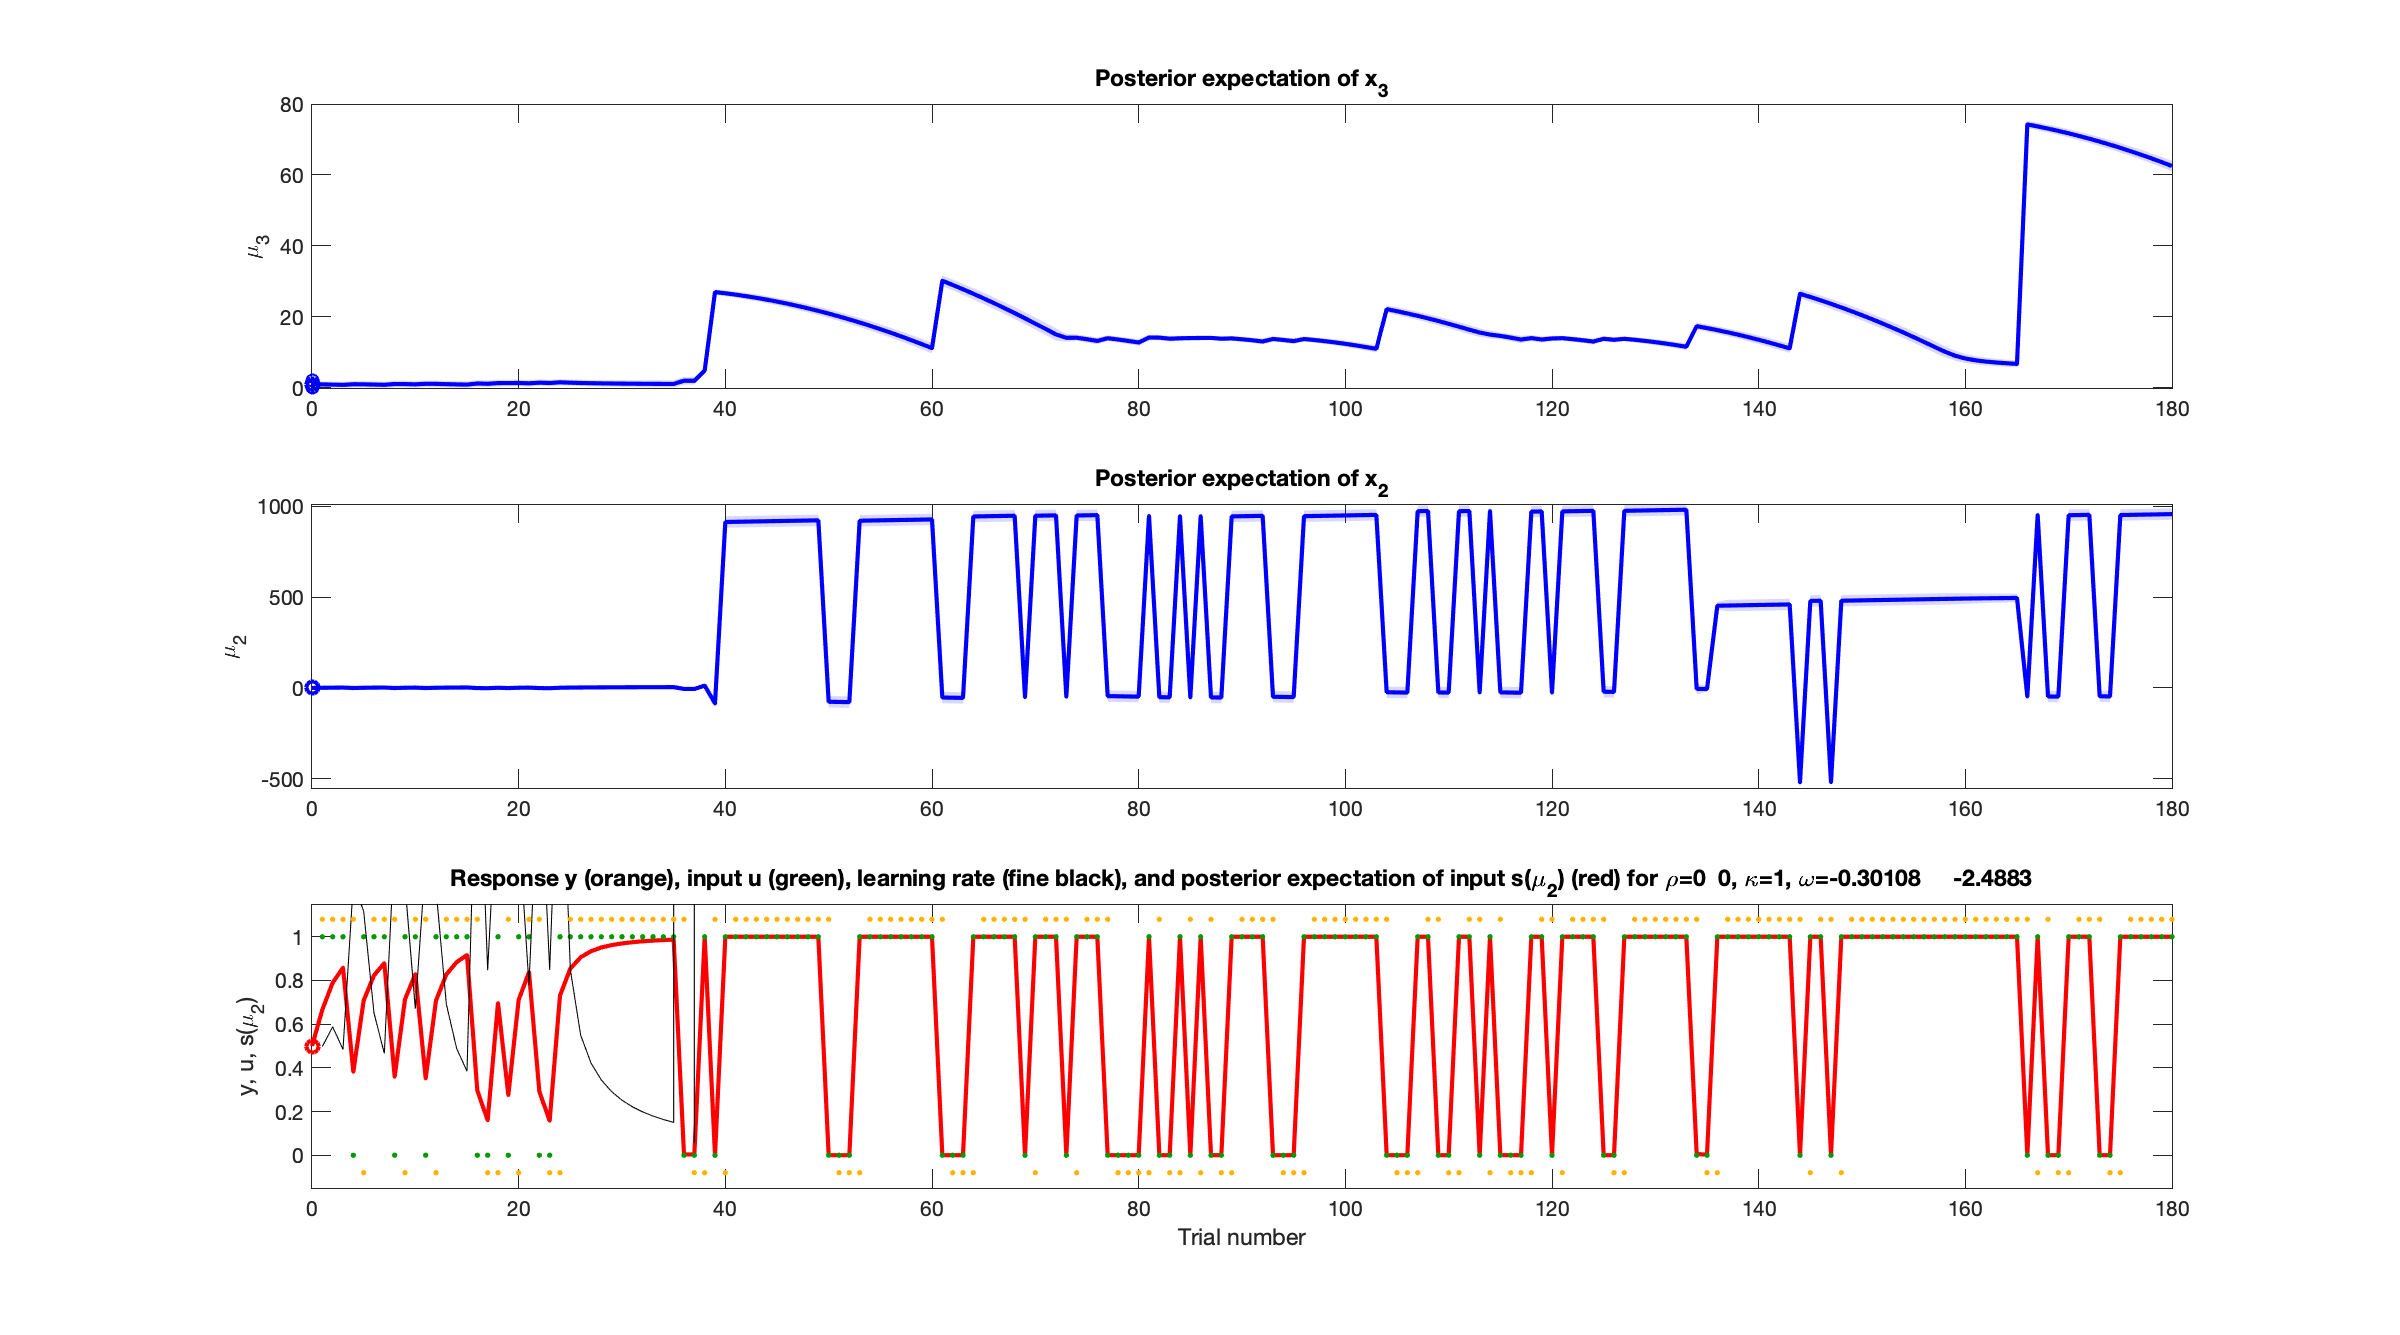 Posterior expectation of x3
80
60
40
20
0
μ3
0 20 40 60 80 100 120 140 160 180
Posterior expectation of x2
1000
500
0
-500
μ2
0 20 40 60 80 100 120 140 160 180
Response y (orange), input u (green), learning rate (fine black), and posterior expectation of input s(μ2) (red) for ρ=0 0, κ=1, ω=-0.30108 -2.4883
1
0.8
0.6
0.4
0.2
0
y, u, s(μ2)
0 20 40 60 80 100 120 140 160 180
Trial number